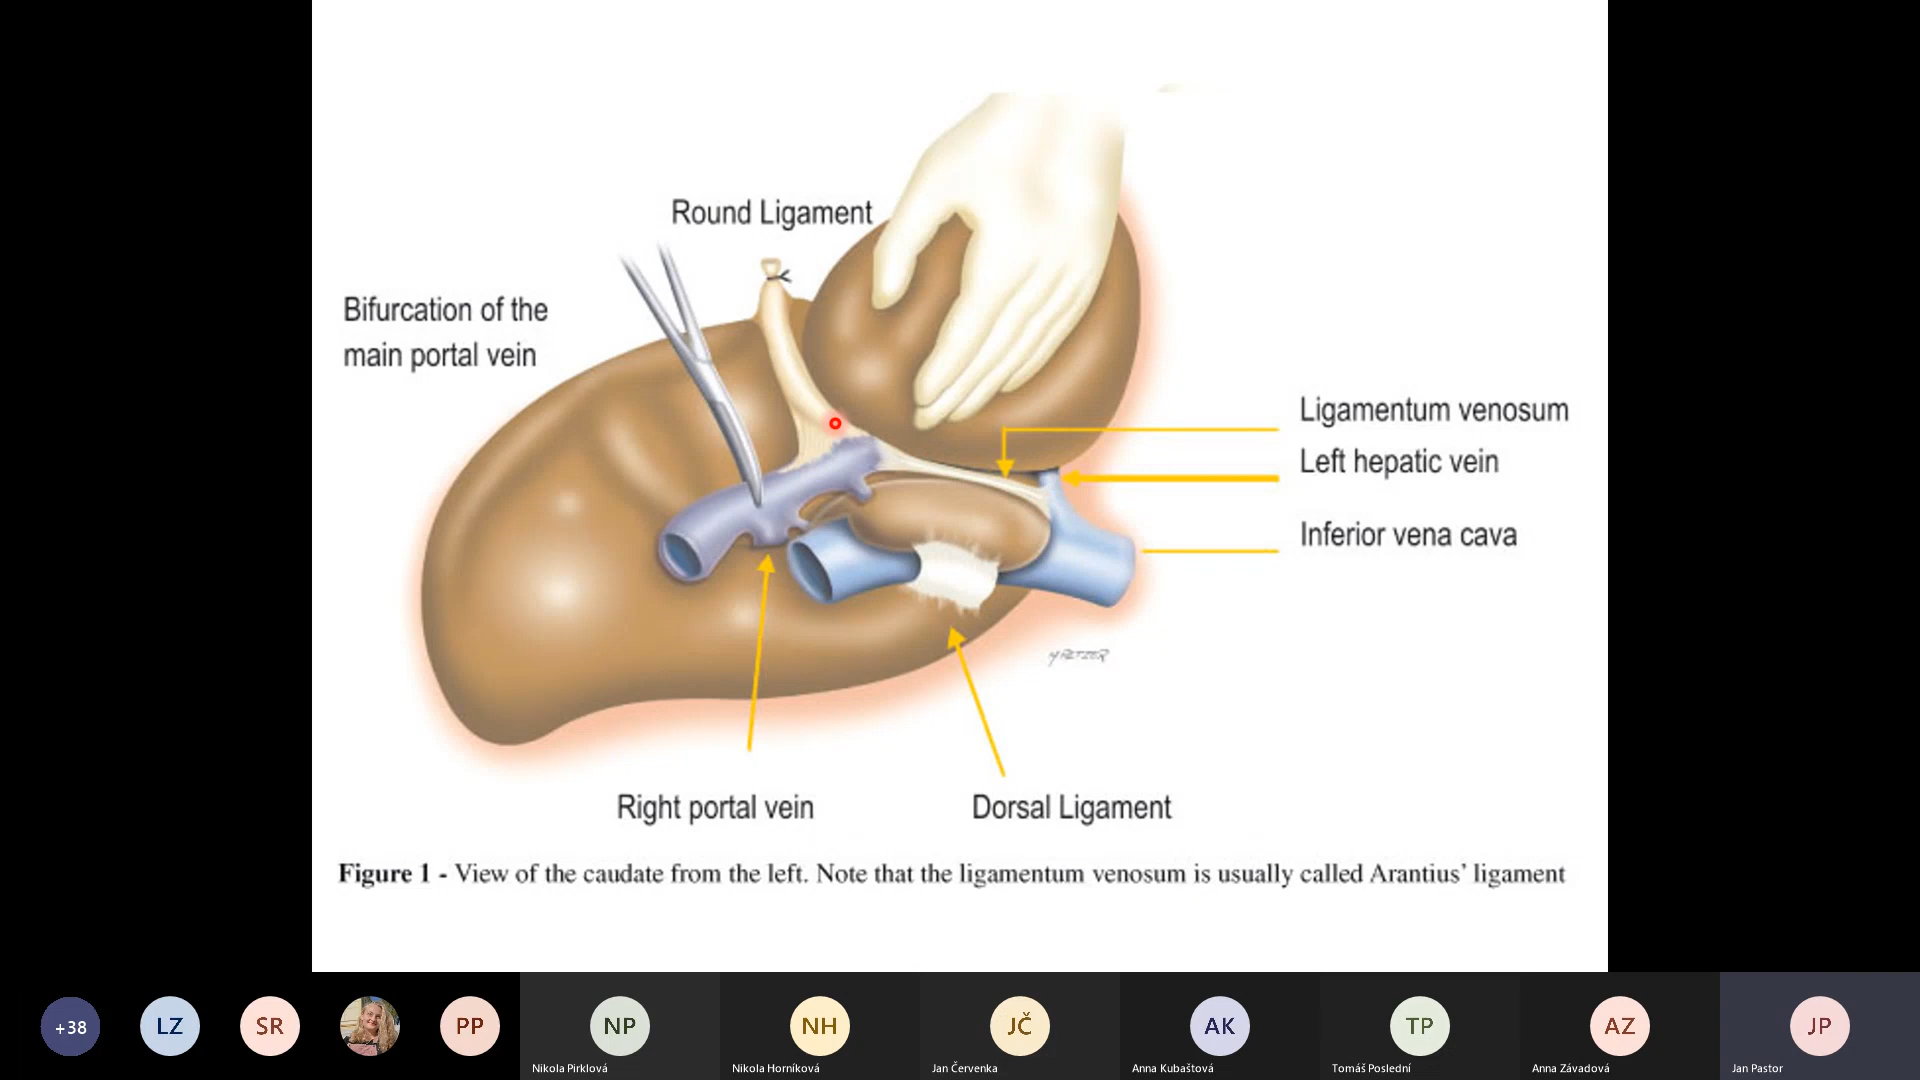 Round Ligament
Bifurcation of the
main portal vein
Ligamentum venosum
Left hepatic vein
Inferior vena cava
Right portal vein
Dorsal Ligament
Figure 1 - View of the caudate from the left. Note that the ligamentum venosum is usually called Arantius' ligament
+38
LZ
SR
PP
NP
NH
JČ
AK
TP
AZ
JP
Nikola Pirklová
Nikola Horníková
Jan Červenka
Anna Kubaštová
Tomáš Poslední
Anna Závadová
Jan Pastor